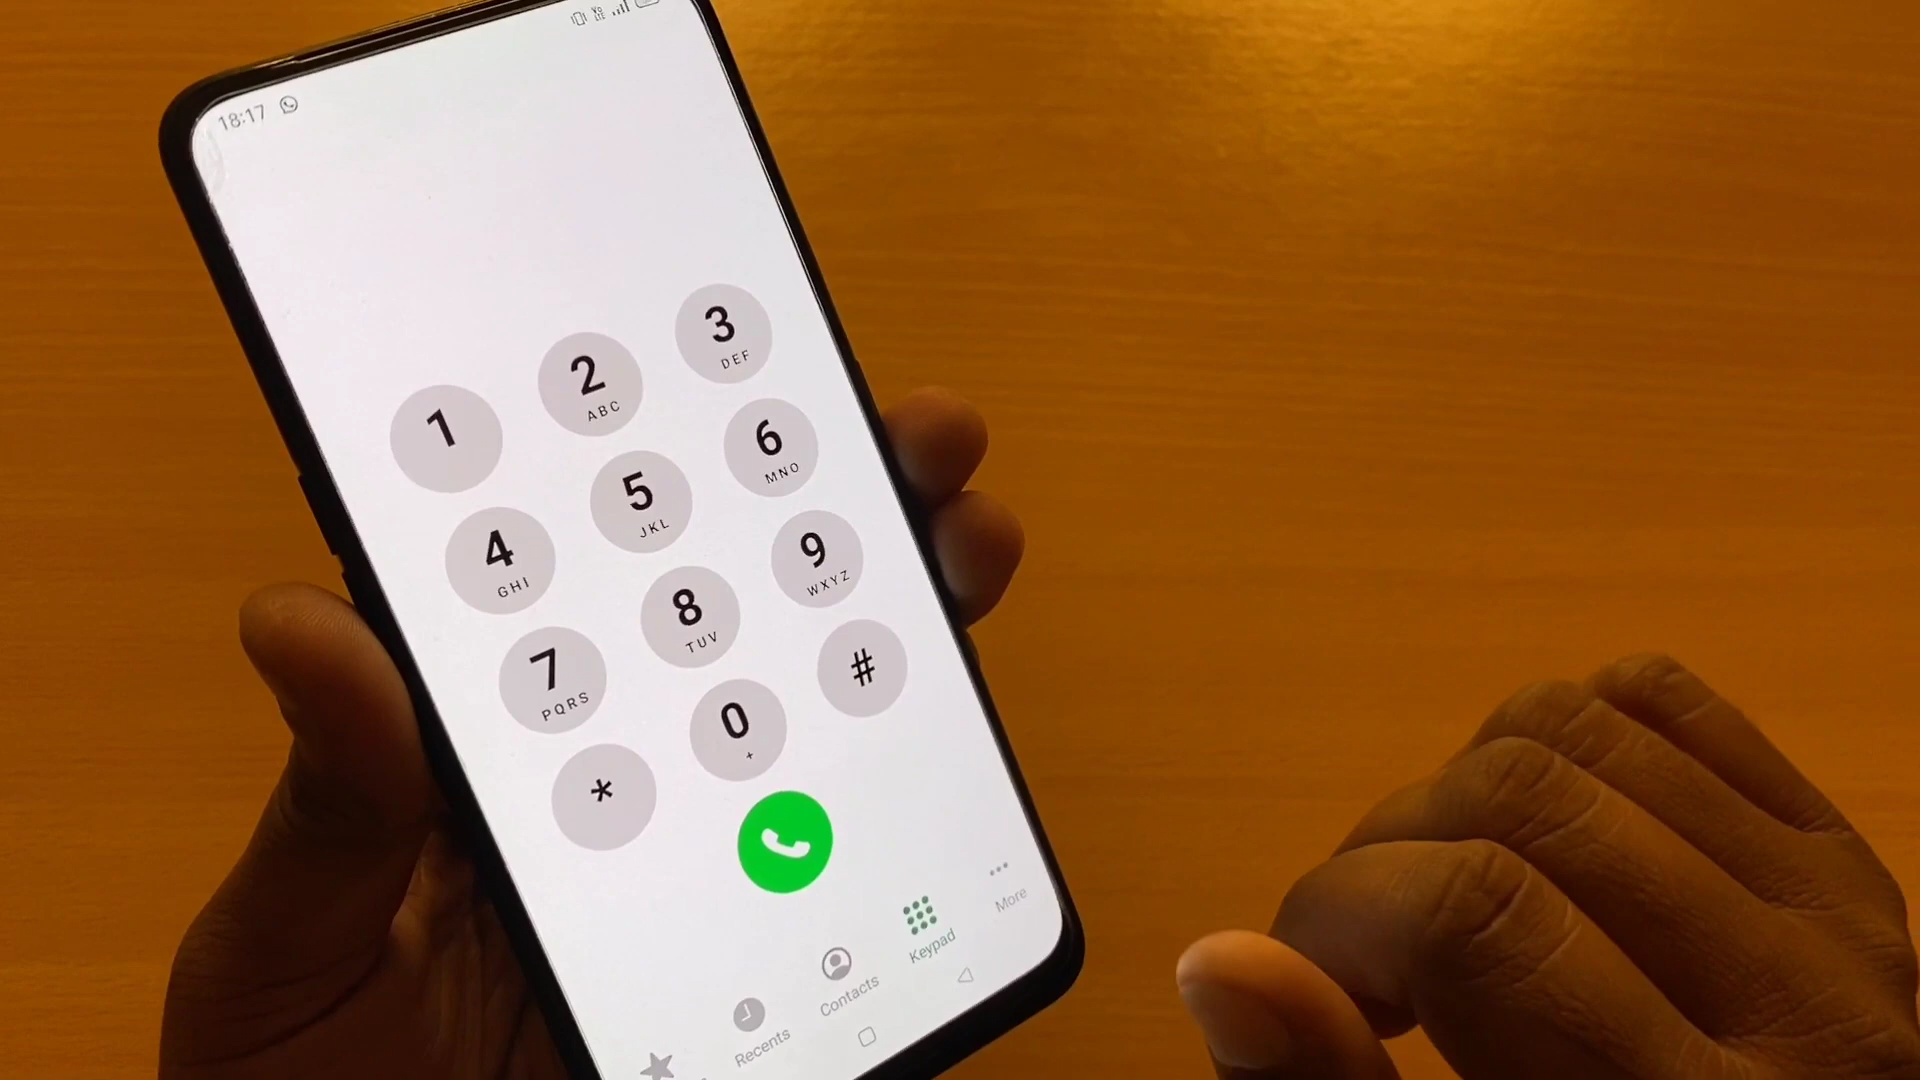 18:17
1
2
ABC
3
DEF
4
GHI
5
JKL
6
MNO
7
PQRS
8
TUV
9
WXYZ
*
0
+
#
Recents
Contacts
Keypad
More